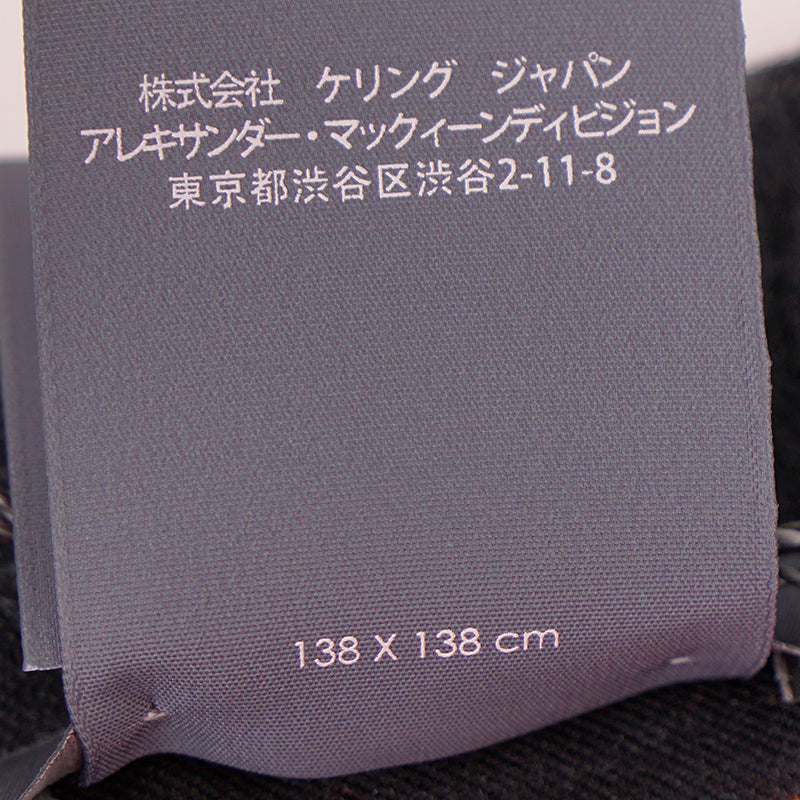 株式会社　ケリング　ジャパン
アレキサンダー・マックィーンディビジョン
東京都渋谷区渋谷2-11-8
138 X 138 cm